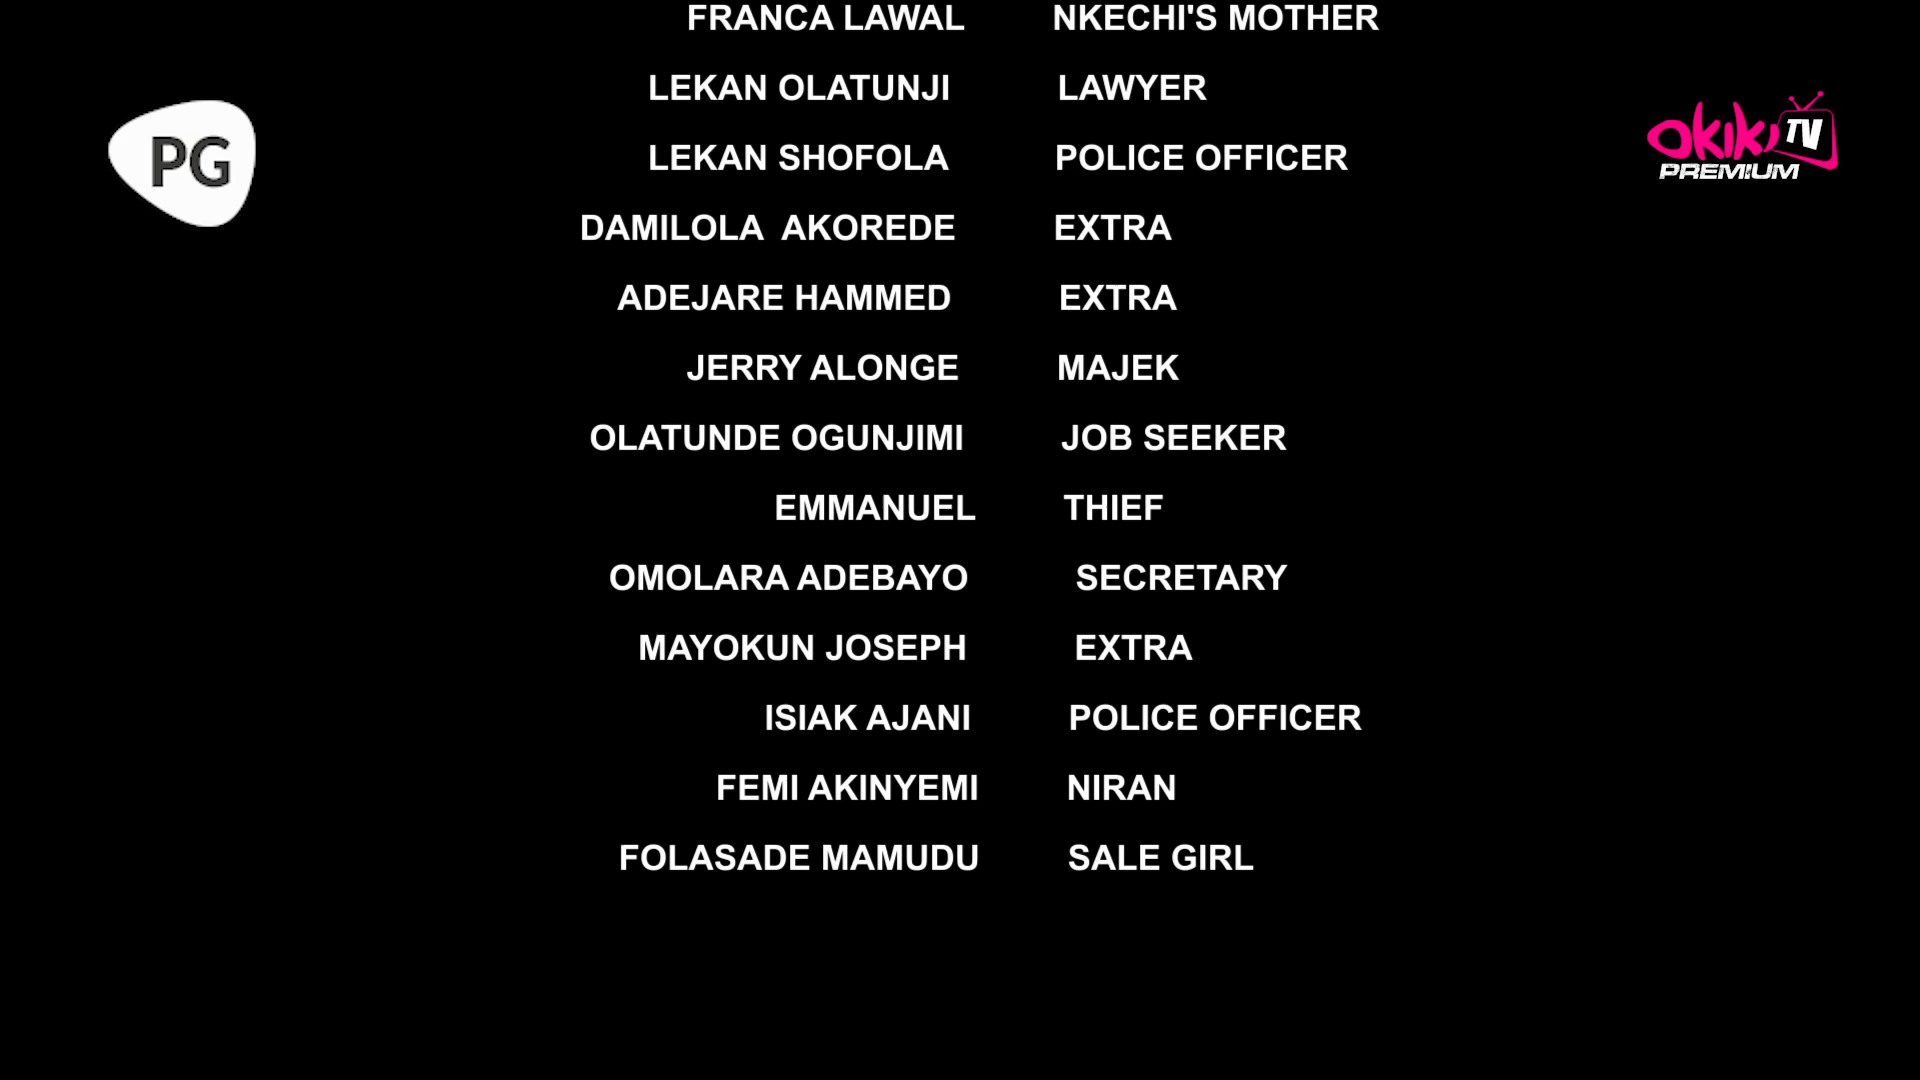 FRANCA LAWAL NKECHI'S MOTHER
LEKAN OLATUNJI LAWYER
LEKAN SHOFOLA POLICE OFFICER
DAMILOLA AKOREDE EXTRA
ADEJARE HAMMED EXTRA
JERRY ALONGE MAJEK
OLATUNDE OGUNJIMI JOB SEEKER
EMMANUEL THIEF
OMOLARA ADEBAYO SECRETARY
MAYOKUN JOSEPH EXTRA
ISIAK AJANI POLICE OFFICER
FEMI AKINYEMI NIRAN
FOLASADE MAMUDU SALE GIRL
PG
OKIKI TV
PREMIUM